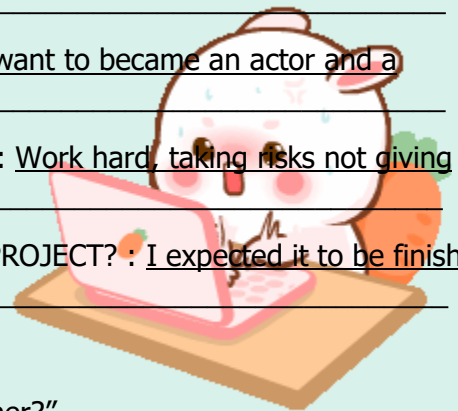 want to became an actor and a
: Work hard, taking risks not giving
PROJECT? : I expected it to be finish
her?"